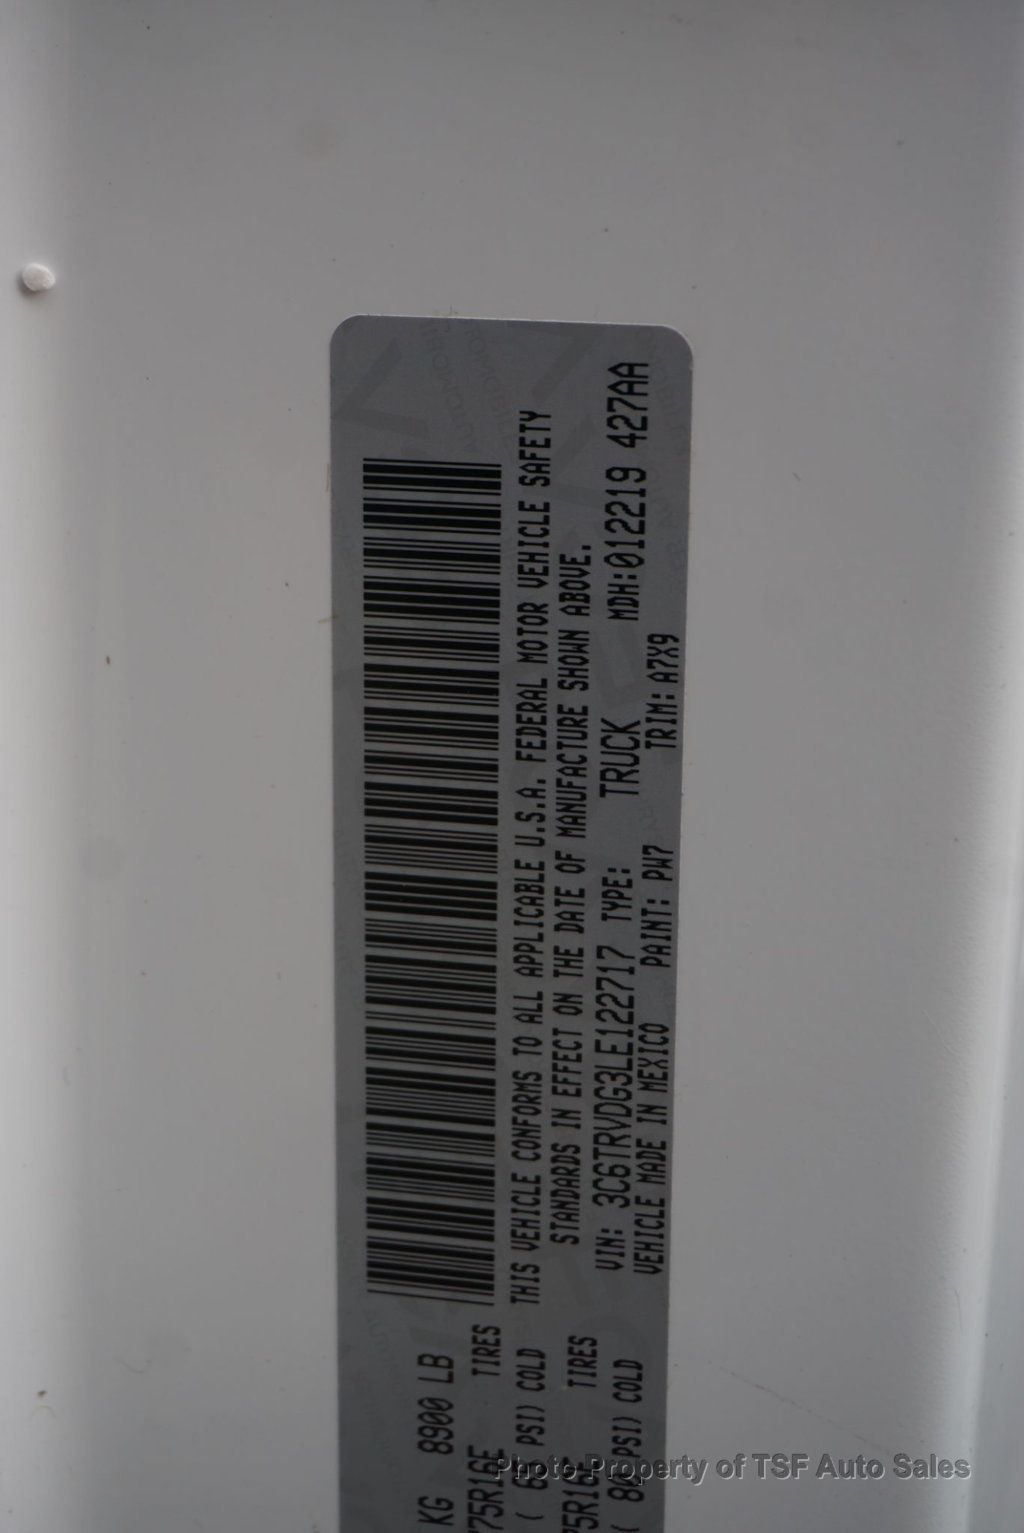 KG 8900 LB
75R16E TIRES
( 65 PSI) COLD
75R16E TIRES
( 80 PSI) COLD
THIS VEHICLE CONFORMS TO ALL APPLICABLE U.S.A. FEDERAL MOTOR VEHICLE SAFETY
STANDARDS IN EFFECT ON THE DATE OF MANUFACTURE SHOWN ABOVE.
VIN: 3C6TRVDG3LE122717 TYPE: TRUCK MDH:012219 427AA
VEHICLE MADE IN MEXICO PAINT: PW7 TRIM: A7X9
Photo Property of TSF Auto Sales